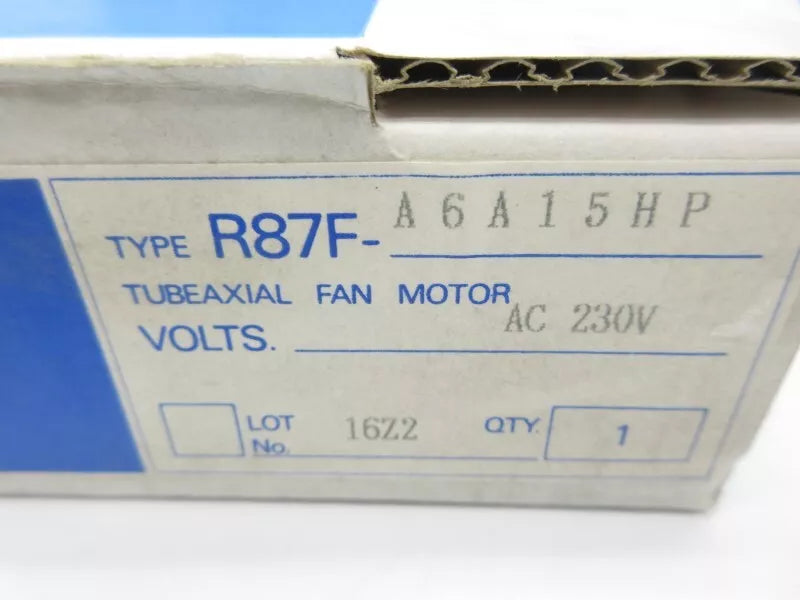 TYPE R87F-A6A15HP
TUBEAXIAL FAN MOTOR
VOLTS. AC 230V
LOT No. 16Z2 QTY. 1